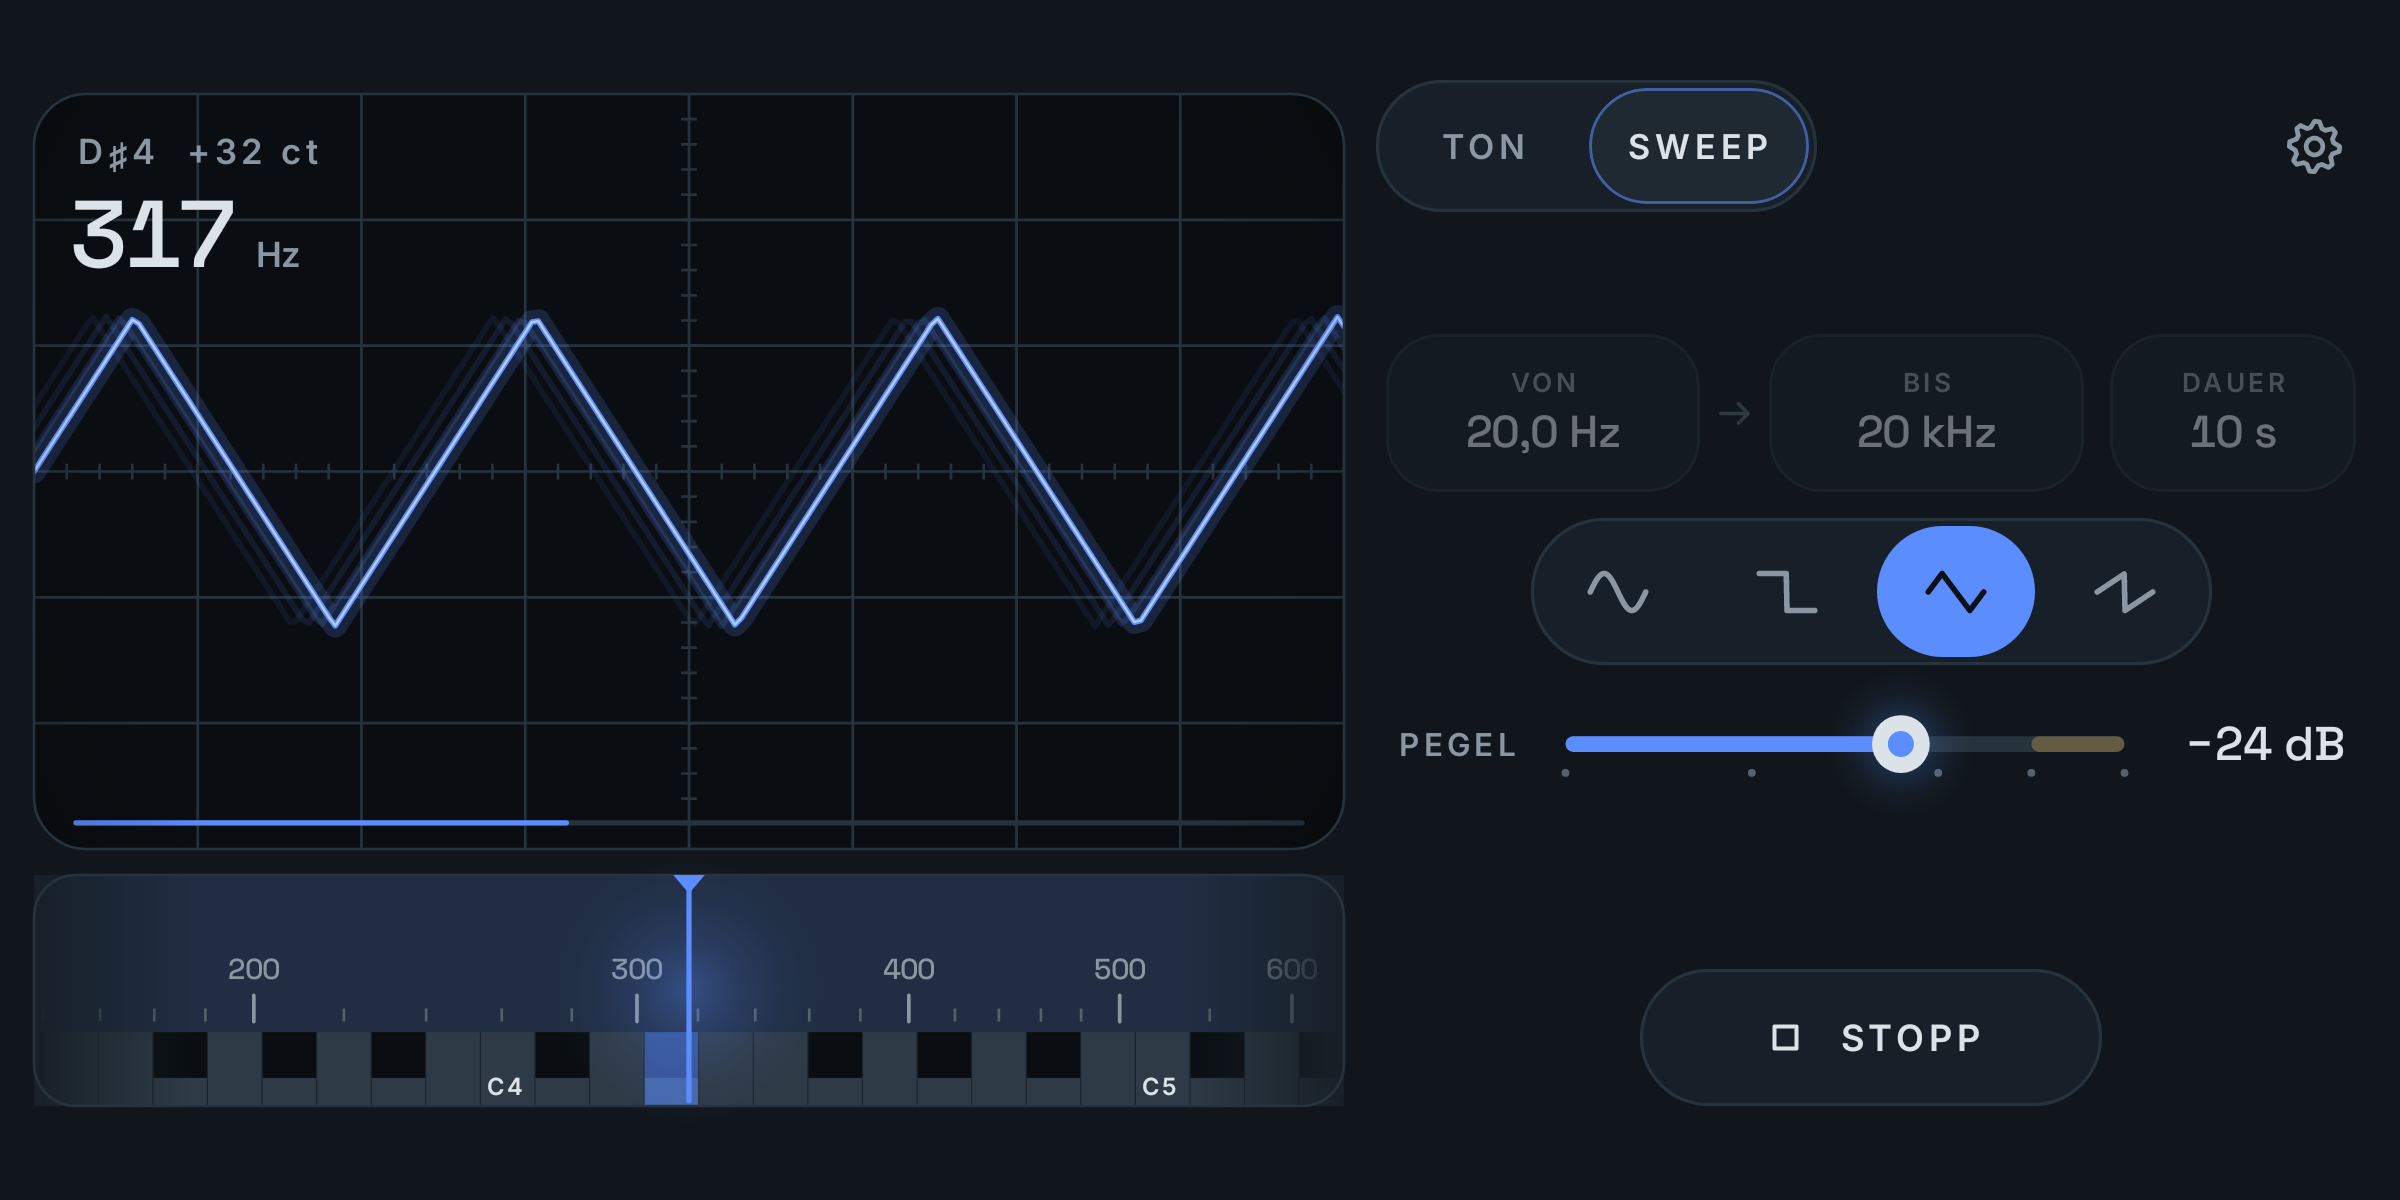 D♯4 +32 ct
317 Hz
TON SWEEP
VON
20,0 Hz
→
BIS
20 kHz
DAUER
10 s
PEGEL
-24 dB
200 300 400 500 600
C4 C5
STOPP